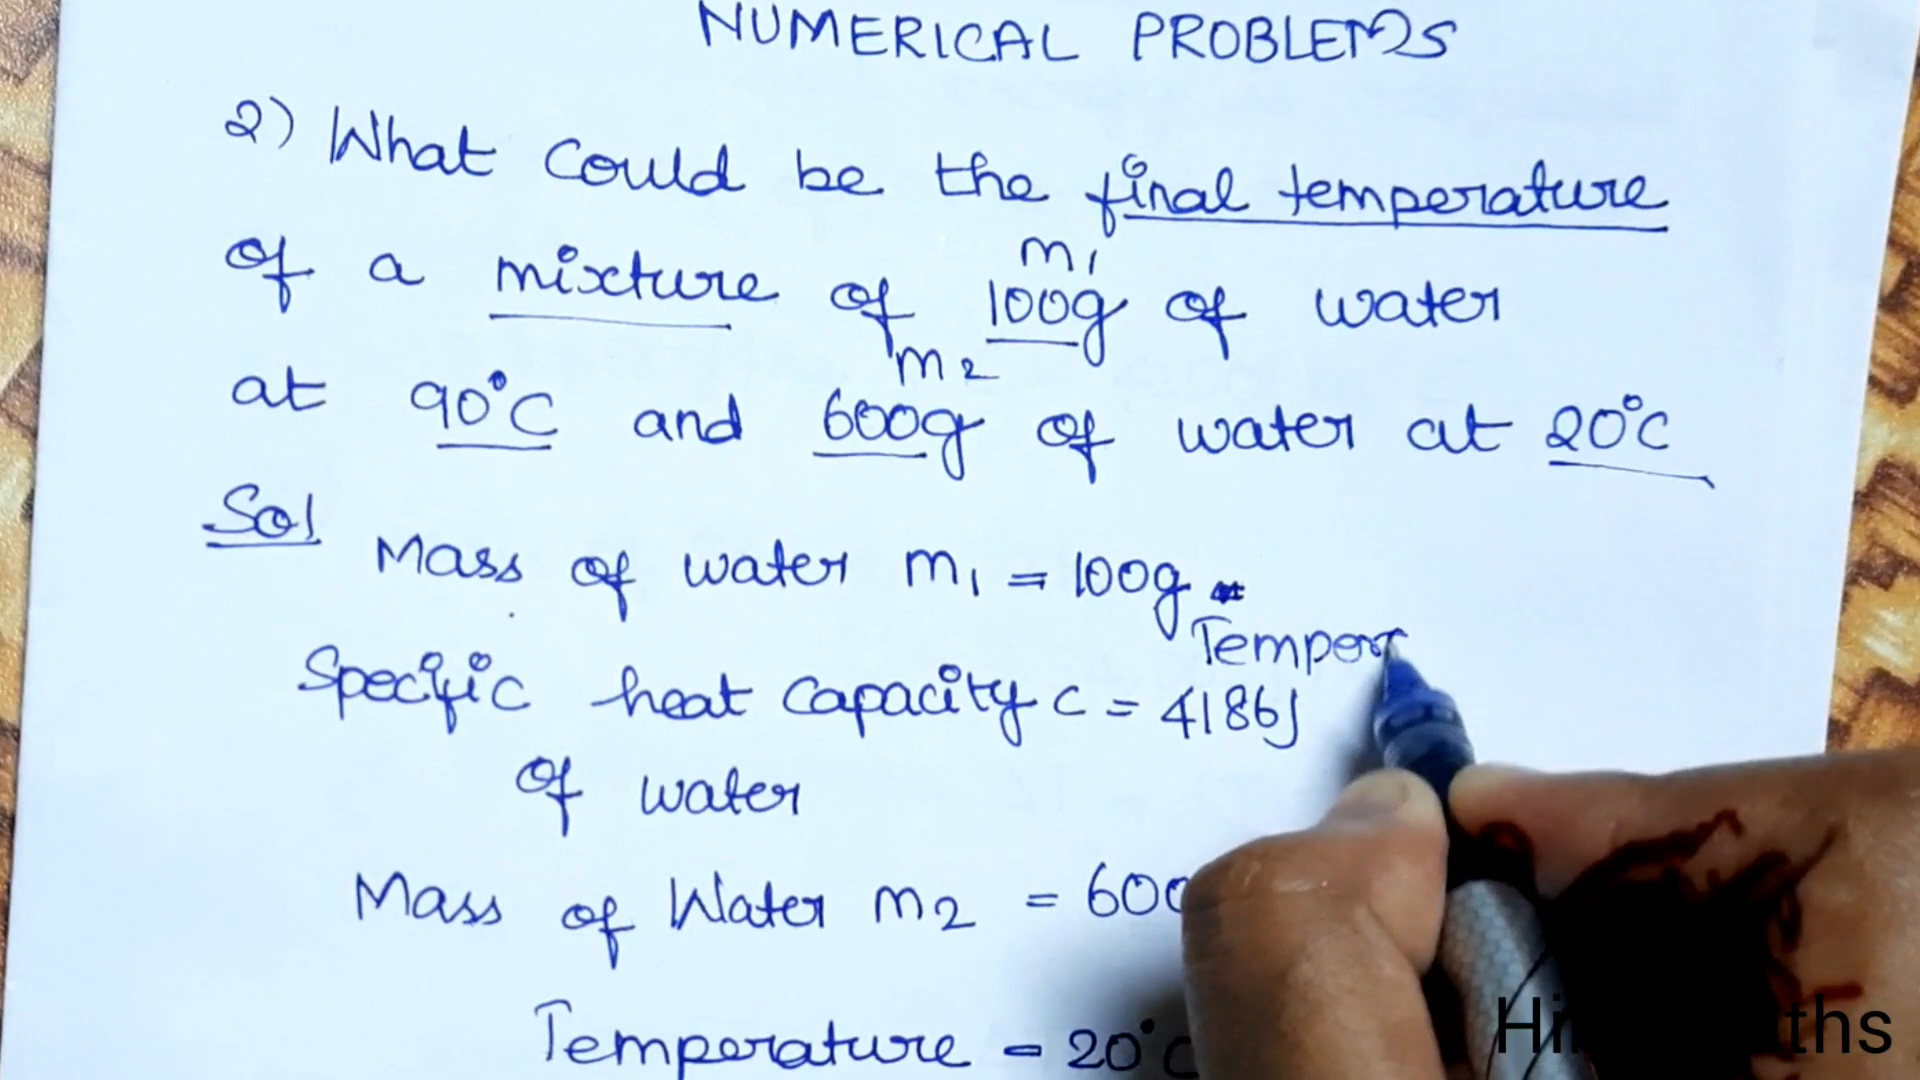 NUMERICAL PROBLEMS
2) What could be the final temperature
of a mixture of 100g of water
m1
at 90°C and 600g of water at 20°C
m2
Sol
Mass of water m1 = 100g
Temper
Specific heat capacity c = 4186J
of water
Mass of Water m2 = 600
Temperature - 20°C